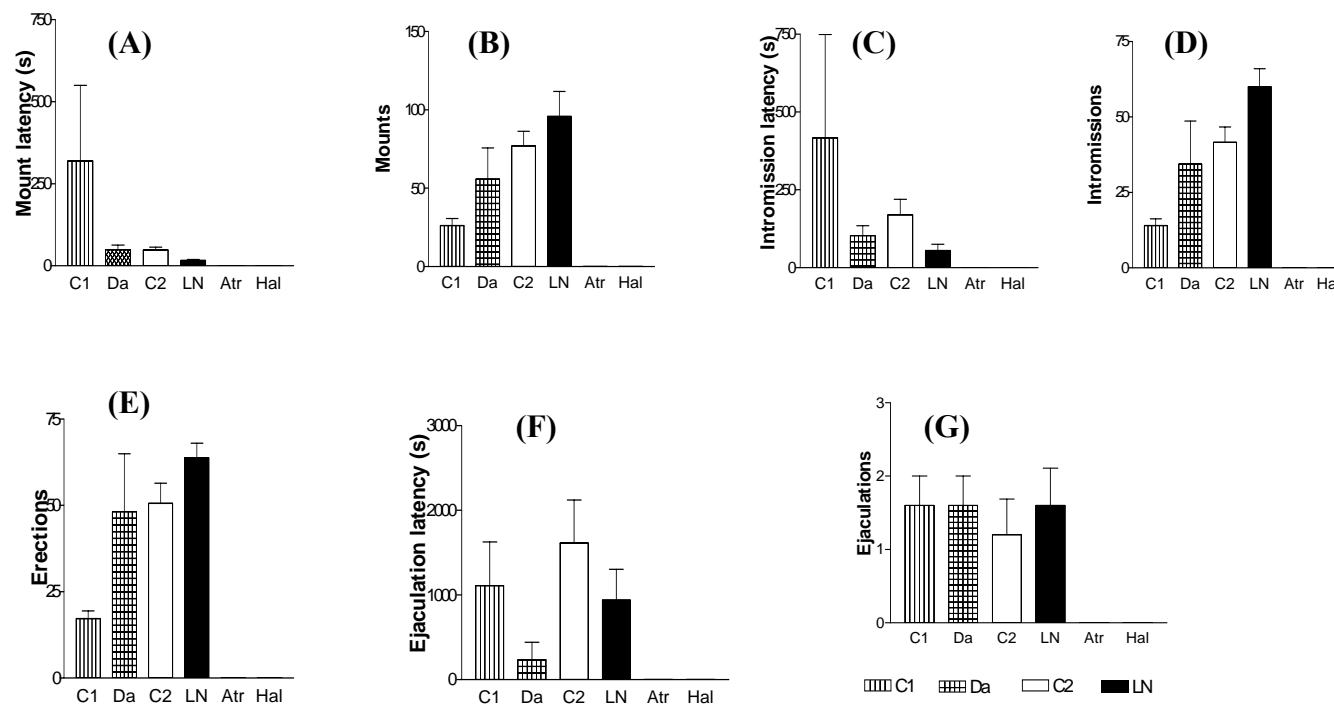 (A)
Mount latency (s)
750
500
250
0
C1 Da C2 LN Atr Hal
(B)
Mounts
150
100
50
0
C1 Da C2 LN Atr Hal
(C)
Intromission latency (s)
750
500
250
0
C1 Da C2 LN Atr Hal
(D)
Intromissions
75
50
25
0
C1 Da C2 LN Atr Ha
(E)
Erections
75
50
25
0
C1 Da C2 LN Atr Hal
(F)
Ejaculation latency (s)
3000
2000
1000
0
C1 Da C2 LN Atr Hal
(G)
Ejaculations
3
2
1
0
C1 Da C2 LN Atr Hal
C1 Da C2 LN